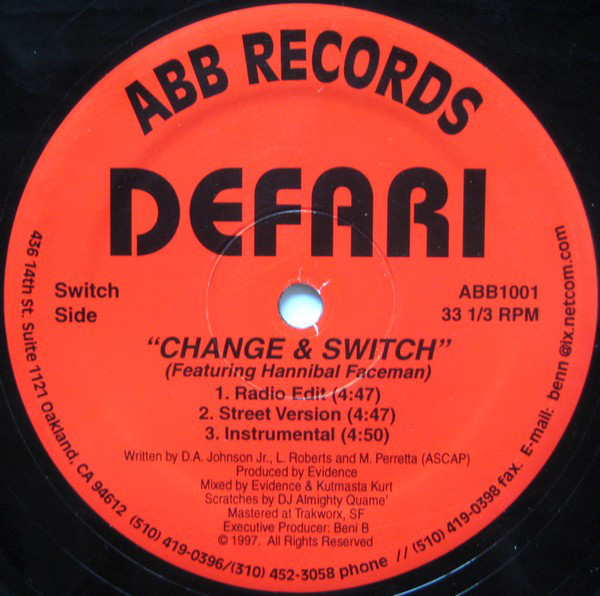 ABB RECORDS
DEFARI
Switch
Side
ABB1001
33 1/3 RPM
"CHANGE & SWITCH"
(Featuring Hannibal Faceman)
1. Radio Edit (4:47)
2. Street Version (4:47)
3. Instrumental (4:50)
Written by D.A. Johnson Jr., L. Roberts and M. Perretta (ASCAP)
Produced by Evidence
Mixed by Evidence & Kutmasta Kurt
Scratches by DJ Almighty Quame'
Mastered at Trakworx, SF
Executive Producer: Beni B
© 1997. All Rights Reserved
436 14th St. Suite 1121 Oakland, CA 94612 (510) 419-0396/(310) 452-3058 phone // (510) 419-0398 fax. E-mail: benn @ix.netcom.com